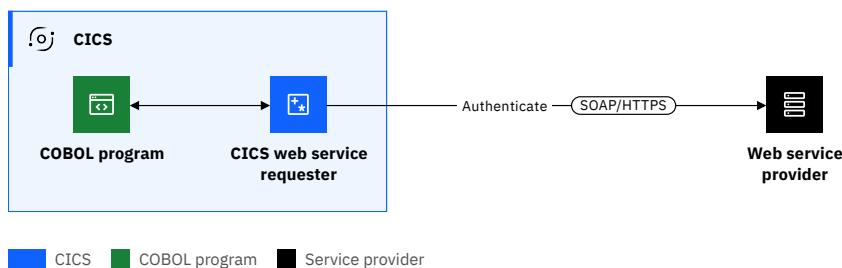 CICS
Authenticate
SOAP/HTTPS
COBOL program
CICS web service
requester
Web service
provider
CICS
COBOL program
Service provider